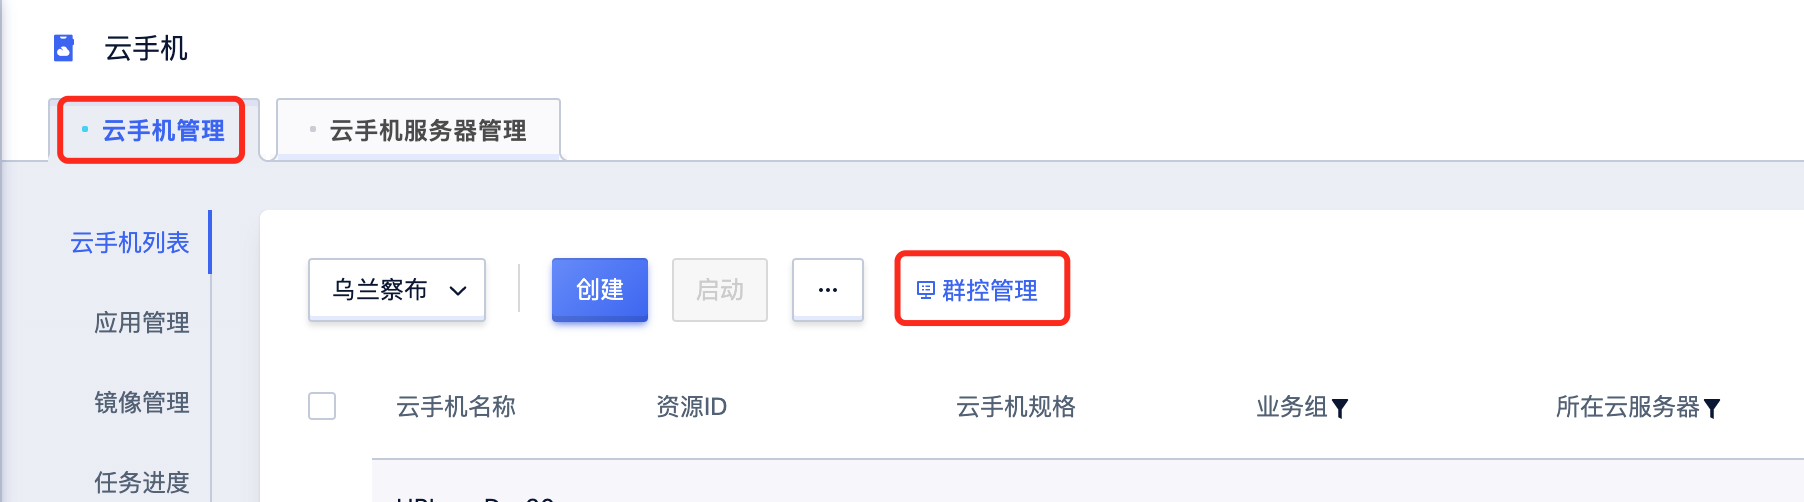 云手机
云手机管理 云手机服务器管理
云手机列表
应用管理
镜像管理
任务进度
乌兰察布 创建 启动 ... 群控管理
云手机名称 资源ID 云手机规格 业务组 所在云服务器